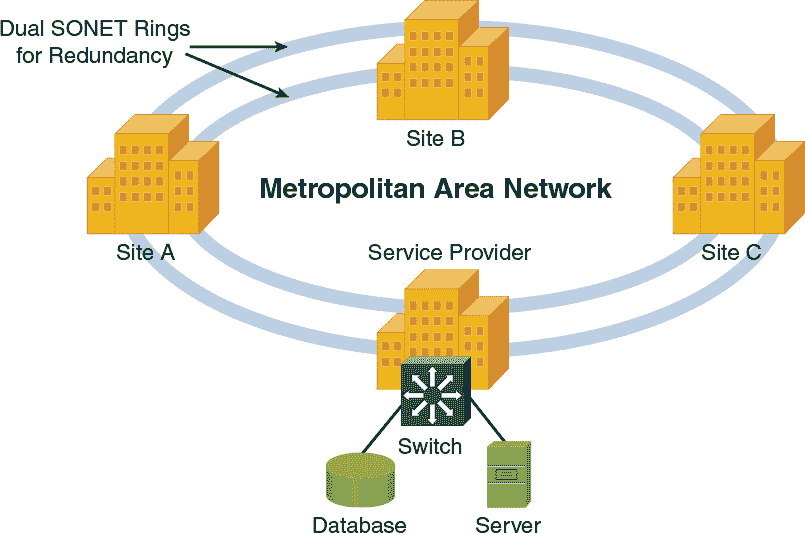 Dual SONET Rings
for Redundancy
Site B
Metropolitan Area Network
Site A
Service Provider
Site C
Switch
Database
Server